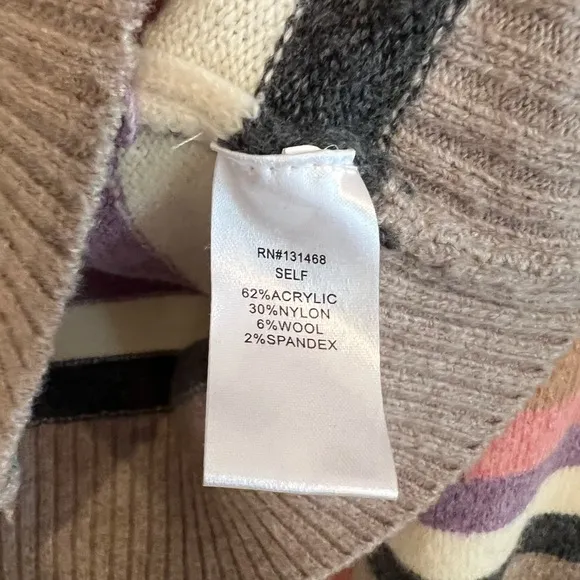 RN#131468
SELF
62%ACRYLIC
30%NYLON
6%WOOL
2%SPANDEX